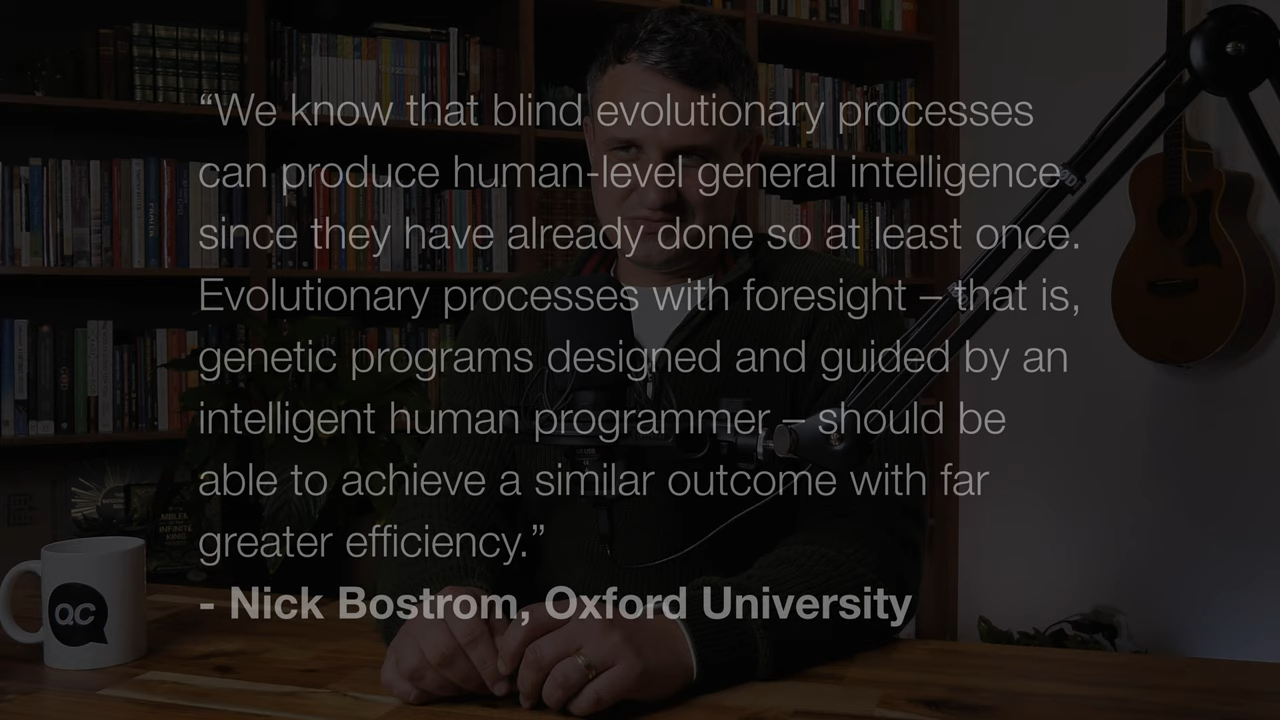 “We know that blind evolutionary processes
can produce human-level general intelligence
since they have already done so at least once.
Evolutionary processes with foresight – that is,
genetic programs designed and guided by an
intelligent human programmer – should be
able to achieve a similar outcome with far
greater efficiency.”
- Nick Bostrom, Oxford University
QC
GOD